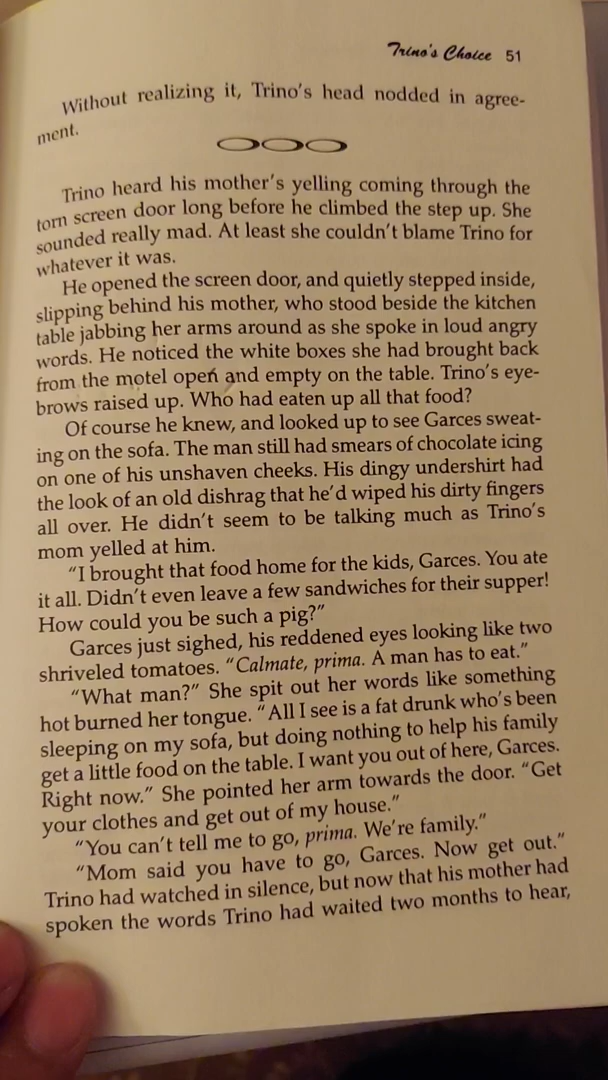 Trino's Choice 51
Without realizing it, Trino's head nodded in agree-
ment.
Trino heard his mother's yelling coming through the
torn screen door long before he climbed the step up. She
sounded really mad. At least she couldn't blame Trino for
whatever it was.
He opened the screen door, and quietly stepped inside,
slipping behind his mother, who stood beside the kitchen
table jabbing her arms around as she spoke in loud angry
words. He noticed the white boxes she had brought back
from the motel open and empty on the table. Trino's eye-
brows raised up. Who had eaten up all that food?
Of course he knew, and looked up to see Garces sweat-
ing on the sofa. The man still had smears of chocolate icing
on one of his unshaven cheeks. His dingy undershirt had
the look of an old dishrag that he'd wiped his dirty fingers
all over. He didn't seem to be talking much as Trino's
mom yelled at him.
"I brought that food home for the kids, Garces. You ate
it all. Didn't even leave a few sandwiches for their supper!
How could you be such a pig?"
Garces just sighed, his reddened eyes looking like two
shriveled tomatoes. "Calmate, prima. A man has to eat."
"What man?" She spit out her words like something
hot burned her tongue. "All I see is a fat drunk who's been
sleeping on my sofa, but doing nothing to help his family
get a little food on the table. I want you out of here, Garces.
Right now." She pointed her arm towards the door. "Get
your clothes and get out of my house."
"You can't tell me to go, prima. We're family."
"Mom said you have to go, Garces. Now get out."
Trino had watched in silence, but now that his mother had
spoken the words Trino had waited two months to hear,